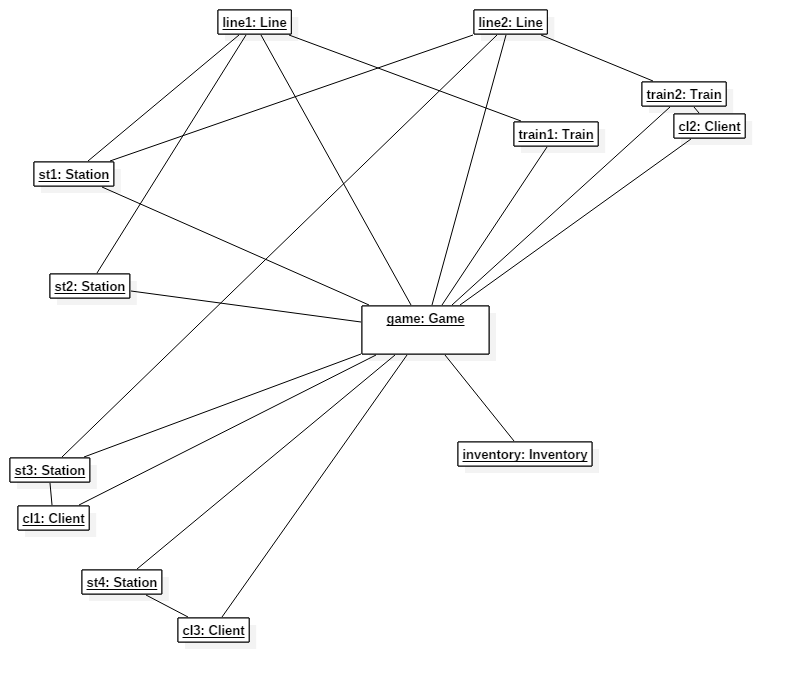 line1: Line
line2: Line
train2: Train
cl2: Client
train1: Train
st1: Station
st2: Station
game: Game
inventory: Inventory
st3: Station
cl1: Client
st4: Station
cl3: Client